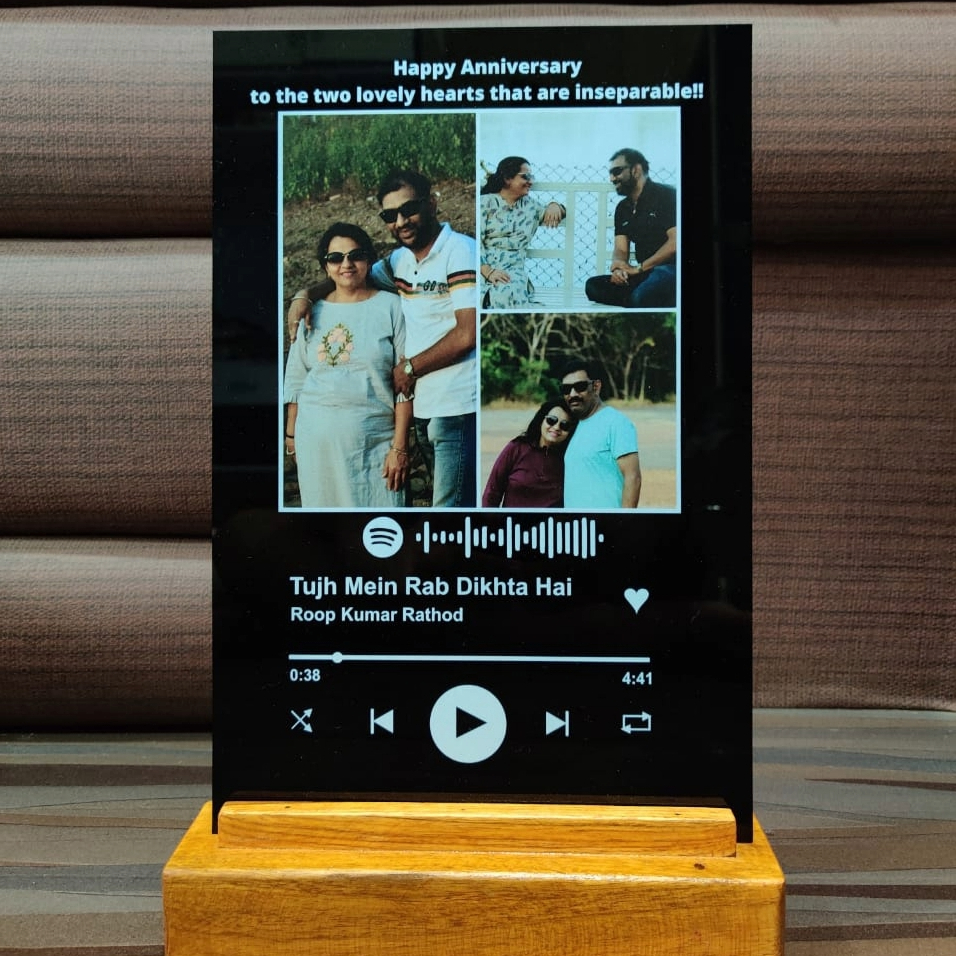 Happy Anniversary
to the two lovely hearts that are inseparable!!
Tujh Mein Rab Dikhta Hai
Roop Kumar Rathod
0:38
4:41